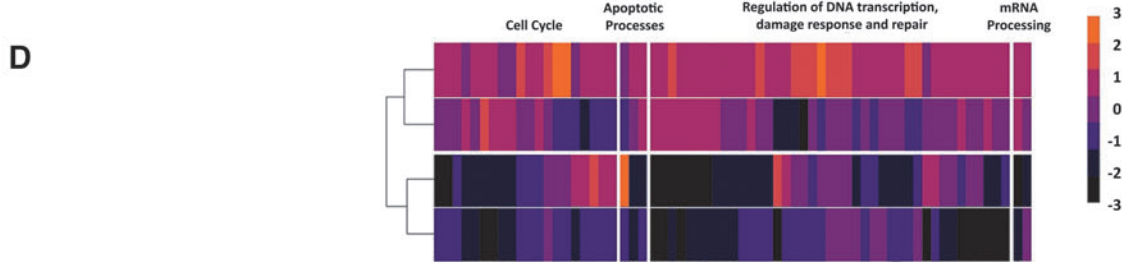 D
Cell Cycle
Apoptotic
Processes
Regulation of DNA transcription,
damage response and repair
mRNA
Processing
3
2
1
0
-1
-2
-3